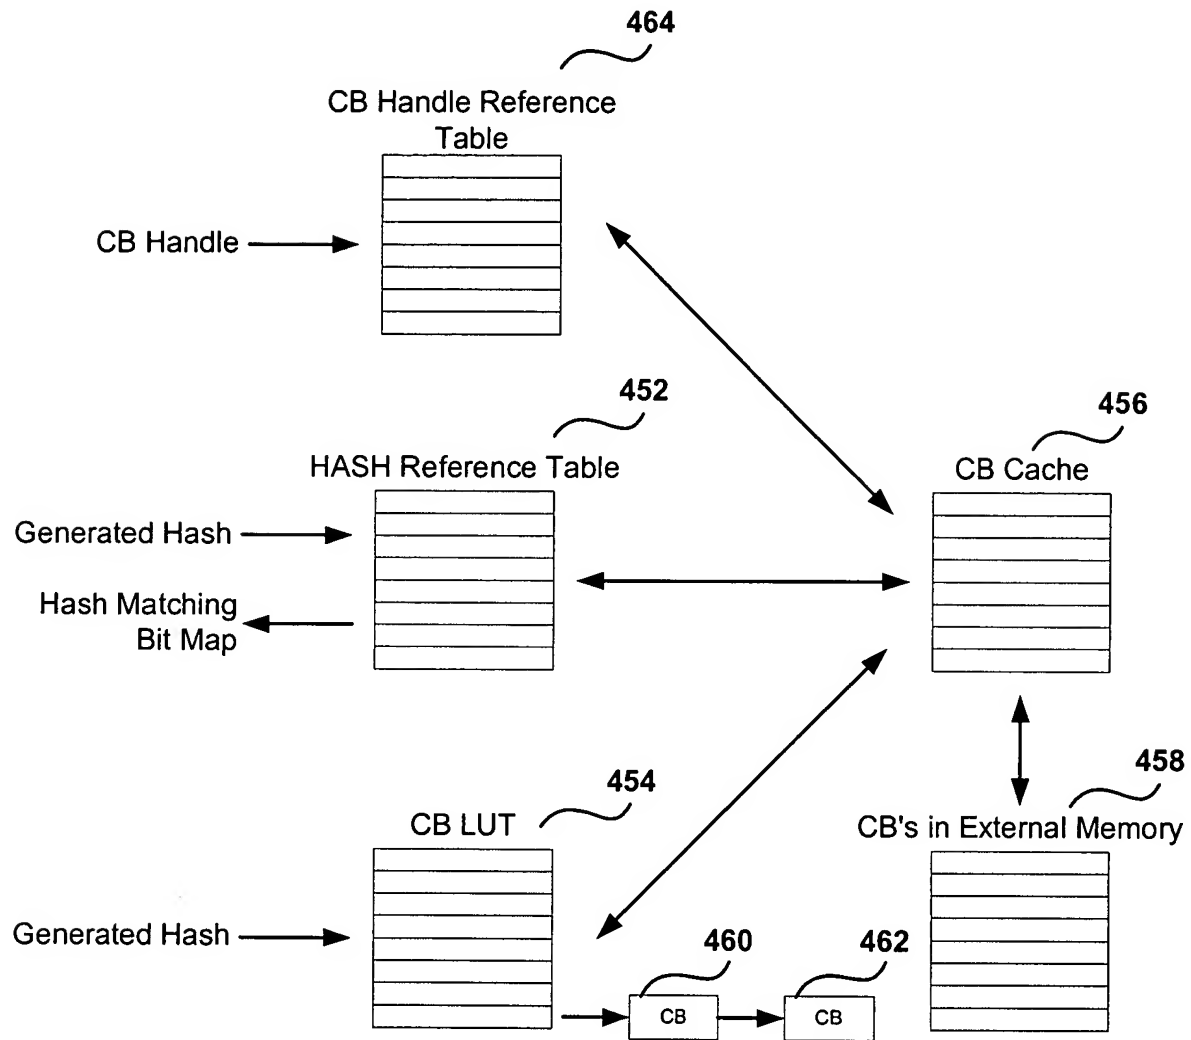 464
CB Handle Reference
Table
CB Handle
452
HASH Reference Table
456
CB Cache
Generated Hash
Hash Matching
Bit Map
454
CB LUT
458
CB's in External Memory
Generated Hash
460
462
CB
CB